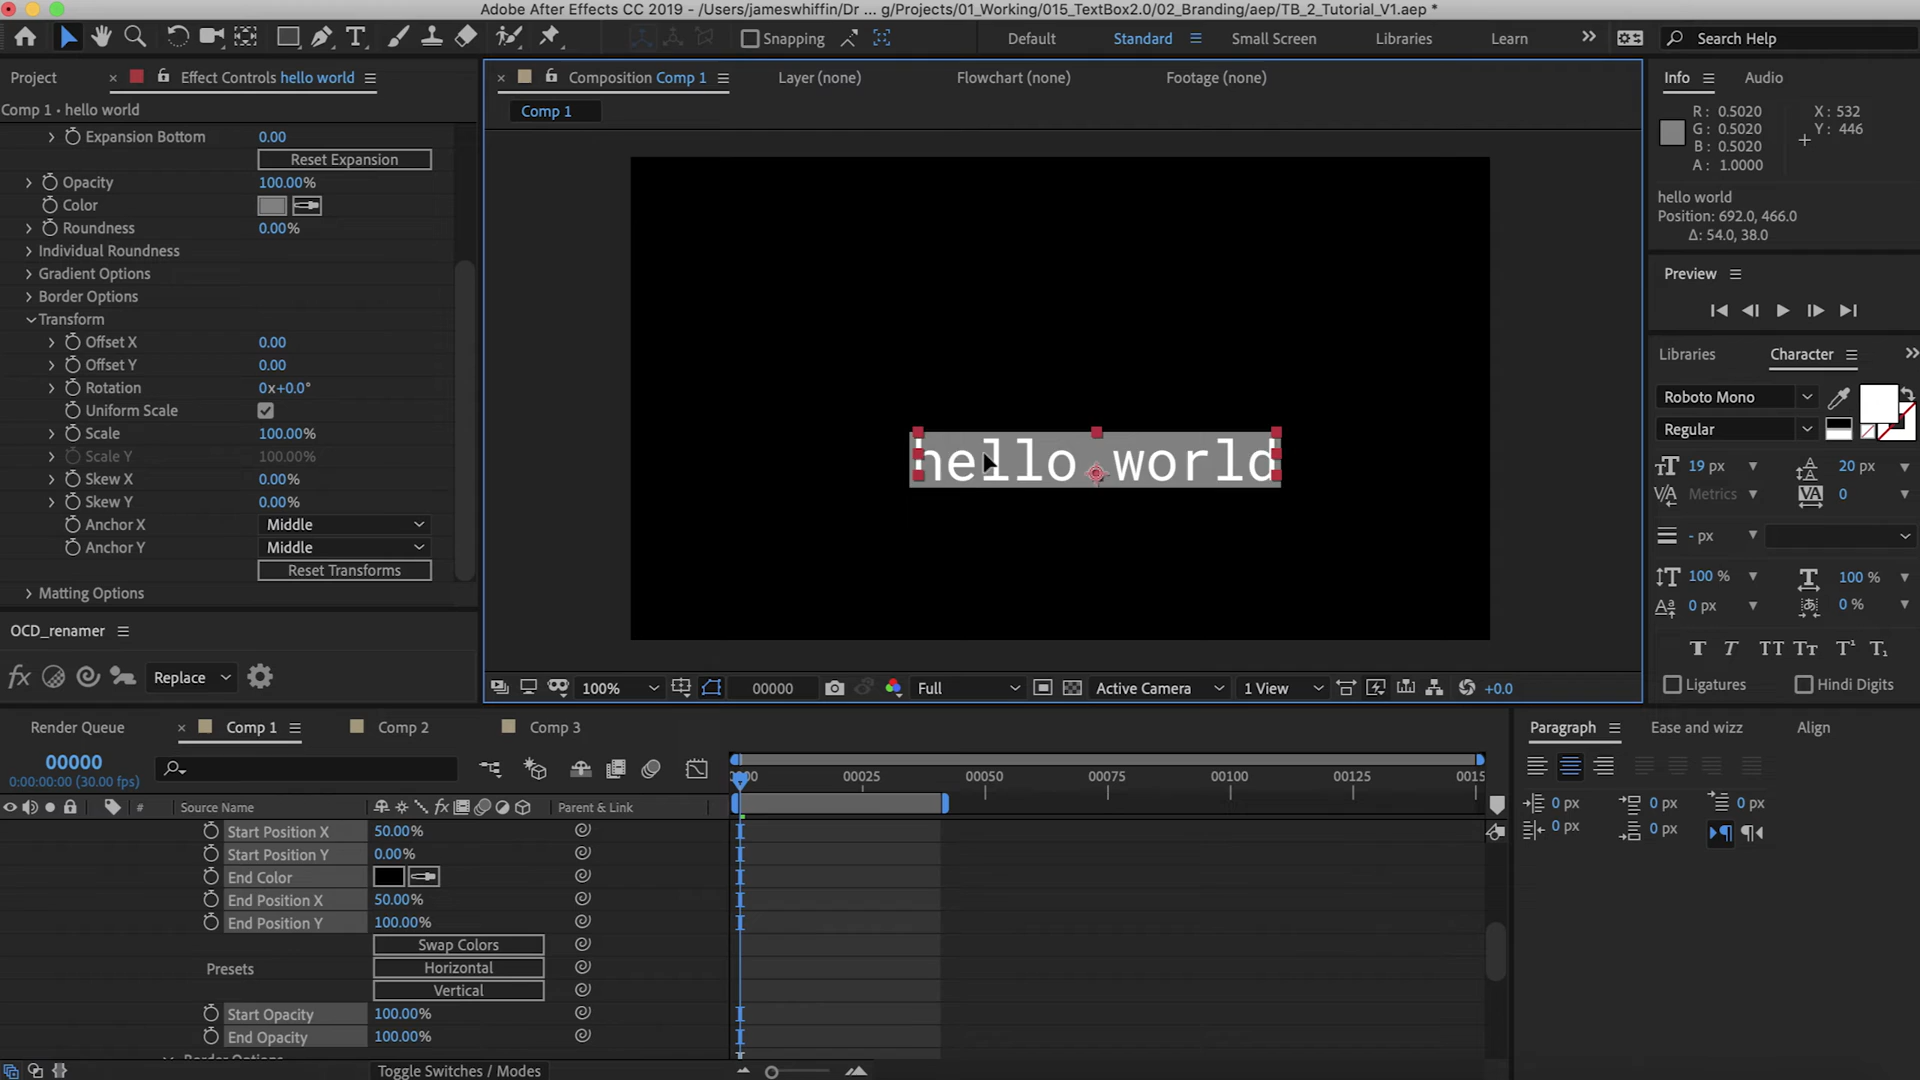 Adobe After Effects CC 2019 - /Users/jameswhiffin/Dr ... g/Projects/01_Working/015_TextBox2.0/02_Branding/aep/TB_2_Tutorial_V1.aep *
Snapping
Default
Standard
Small Screen
Libraries
Learn
Search Help
Project
Effect Controls hello world
Composition Comp 1
Layer (none)
Flowchart (none)
Footage (none)
Info
Audio
Comp 1 • hello world
Comp 1
R: 0.5020
G: 0.5020
B: 0.5020
A: 1.0000
X: 532
Y: 446
hello world
Position: 692.0, 466.0
Δ: 54.0, 38.0
Expansion Bottom 0.00
Reset Expansion
Opacity 100.00%
Color
Roundness 0.00%
Individual Roundness
Gradient Options
Border Options
Transform
Offset X 0.00
Offset Y 0.00
Rotation 0x+0.0°
Uniform Scale
Scale 100.00%
Scale Y 100.00%
Skew X 0.00%
Skew Y 0.00%
Anchor X Middle
Anchor Y Middle
Reset Transforms
Matting Options
hello world
Preview
Libraries
Character
Roboto Mono
Regular
19 px
20 px
Metrics
0
- px
100 %
100 %
0 px
0 %
T T TT Tт T¹ T₁
Ligatures
Hindi Digits
OCD_renamer
fx
Replace
100%
00000
Full
Active Camera
1 View
+0.0
Render Queue
Comp 1
Comp 2
Comp 3
Paragraph
Ease and wizz
Align
00000
0:00:00:00 (30.00 fps)
00025
00050
00075
00100
00125
0015
# Source Name
Parent & Link
0 px
0 px
0 px
0 px
0 px
Start Position X 50.00%
Start Position Y 0.00%
End Color
End Position X 50.00%
End Position Y 100.00%
Swap Colors
Presets Horizontal
Vertical
Start Opacity 100.00%
End Opacity 100.00%
Toggle Switches / Modes